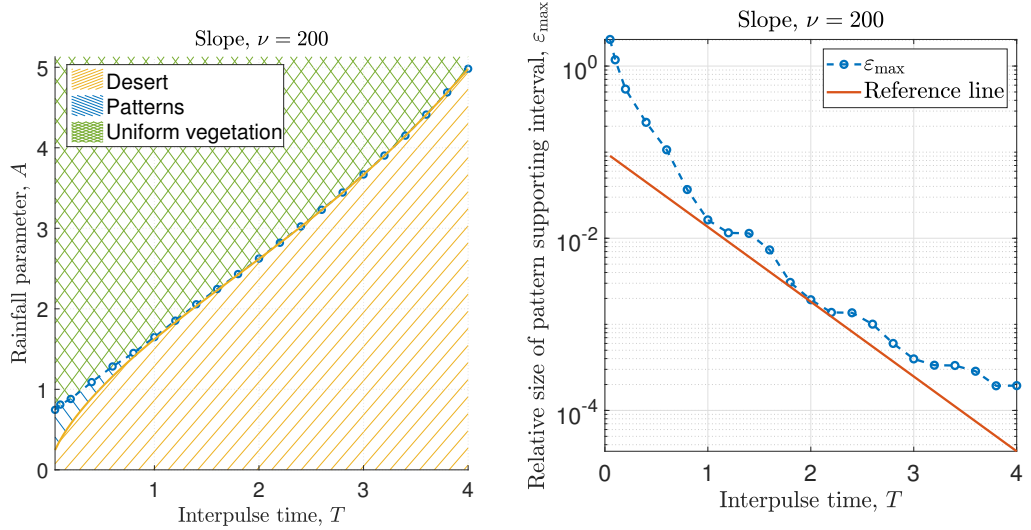 Slope, ν = 200
Rainfall parameter, A
5
4
3
2
1
0
Desert
Patterns
Uniform vegetation
1
2
3
4
Interpulse time, T
Slope, ν = 200
Relative size of pattern supporting interval, ε_max
10^0
10^-2
10^-4
ε_max
Reference line
0
1
2
3
4
Interpulse time, T